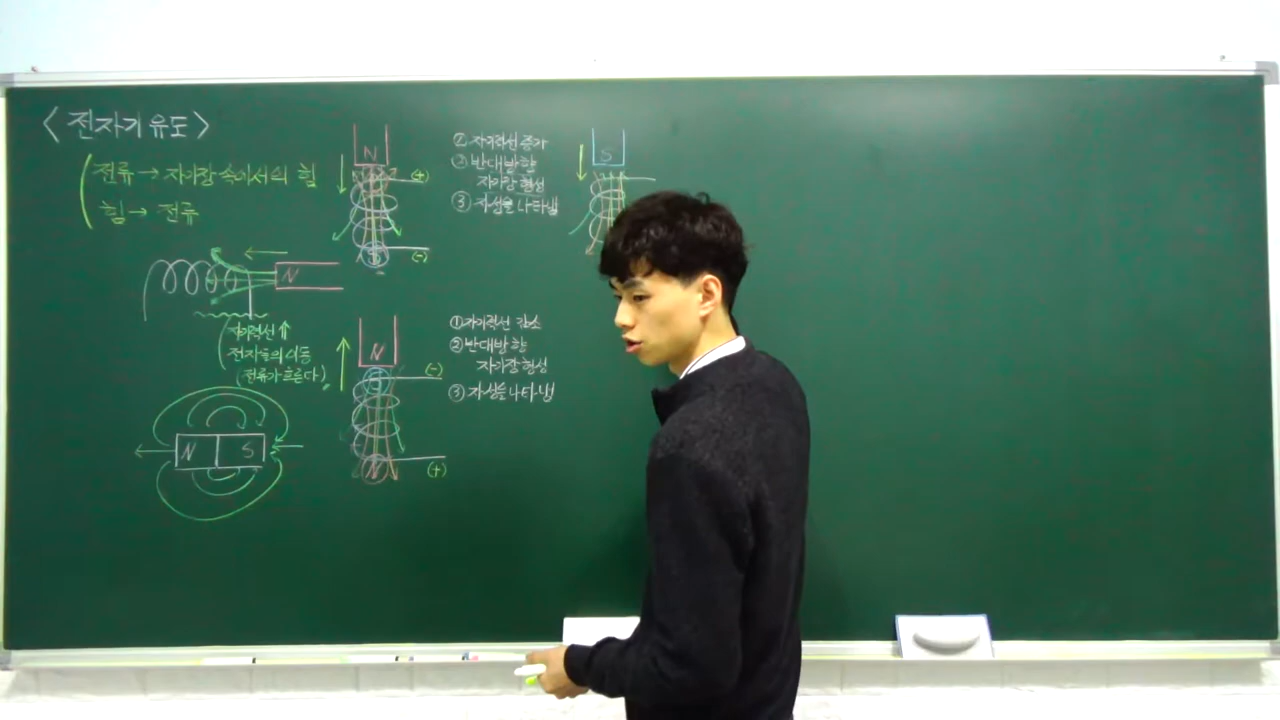 <전자기유도>
전류 → 자기장 속에서의 힘
힘 → 전류
N
자기력선 ↑
전자들의 이동
(전류가 흐른다)
N S
N
(+)
(-)
① 자기력선 증가
② 반대방향
자기장 형성
③ 자성을 나타냄
N
(-)
N
(+)
①자기력선 감소
②반대방향
자기장 형성
③ 자성을 나타냄
S